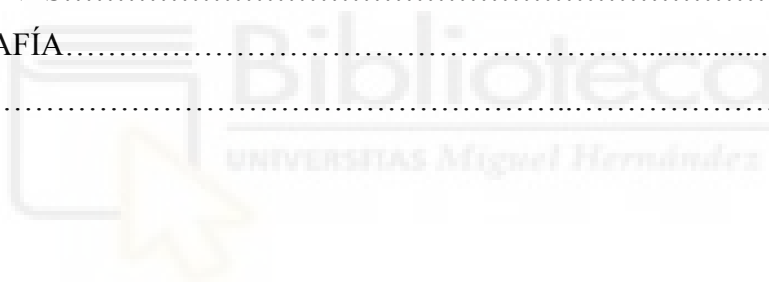 AFÍA……………………………………………………...............
……………………………………………………..…………………
Biblioteca
UNIVERSITAS Miguel Hernández